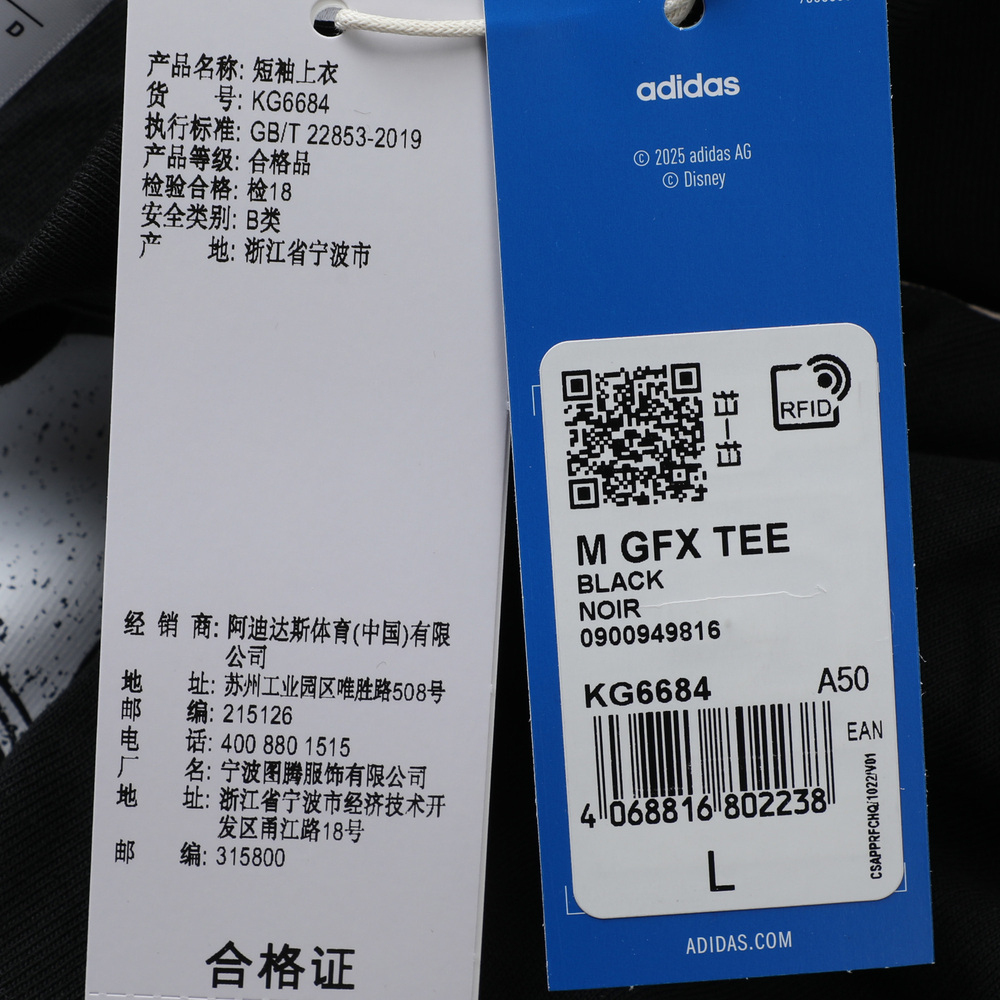 D
产品名称: 短袖上衣
货 号: KG6684
执行标准: GB/T 22853-2019
产品等级: 合格品
检验合格: 检18
安全类别: B类
产 地: 浙江省宁波市
经 销 商: 阿迪达斯体育(中国)有限
公司
地 址: 苏州工业园区唯胜路508号
邮 编: 215126
电 话: 400 880 1515
厂 名: 宁波图腾服饰有限公司
地 址: 浙江省宁波市经济技术开
发区甬江路18号
邮 编: 315800
合格证
adidas
© 2025 adidas AG
© Disney
扫一扫
RFID
M GFX TEE
BLACK
NOIR
0900949816
KG6684
A50
EAN
4 068816 802238
CSAPPRFCHQ/1022/V01
L
ADIDAS.COM